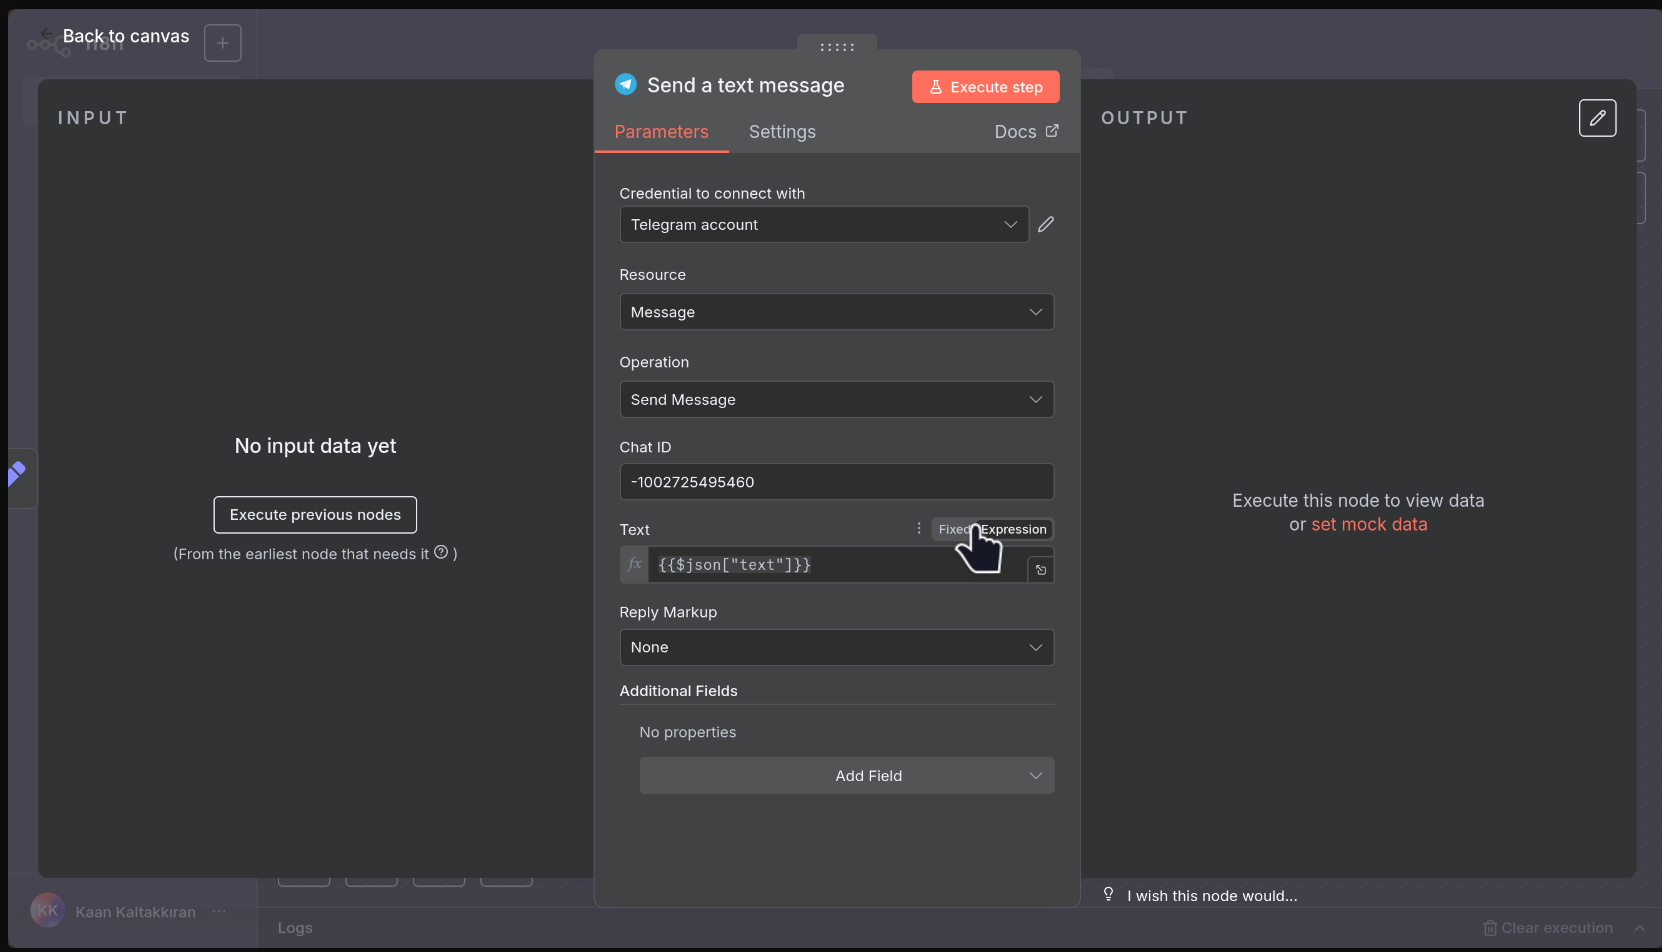 Back to canvas
n8n
INPUT
No input data yet
Execute previous nodes
(From the earliest node that needs it ? )
Send a text message
Execute step
Parameters
Settings
Docs
Credential to connect with
Telegram account
Resource
Message
Operation
Send Message
Chat ID
-1002725495460
Text
Fixed
Expression
fx
{{$json["text"]}}
Reply Markup
None
Additional Fields
No properties
Add Field
OUTPUT
Execute this node to view data
or set mock data
I wish this node would...
KK
Kaan Kaltakkıran
Logs
Clear execution